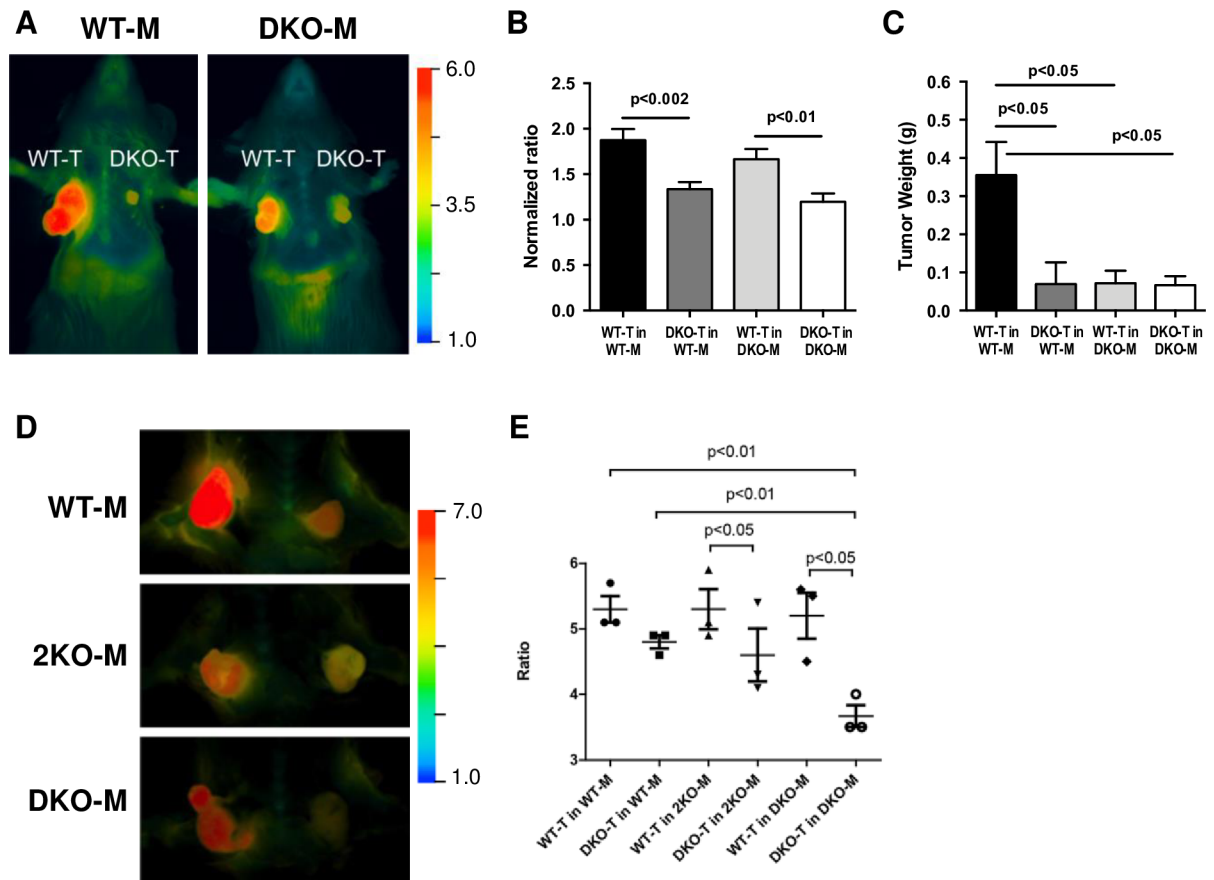 A
WT-M
DKO-M
WT-T
DKO-T
WT-T
DKO-T
6.0
3.5
1.0
B
Normalized ratio
2.5
2.0
1.5
1.0
0.5
0.0
p<0.002
p<0.01
WT-T in
WT-M
DKO-T in
WT-M
WT-T in
DKO-M
DKO-T in
DKO-M
C
Tumor Weight (g)
0.6
0.5
0.4
0.3
0.2
0.1
0.0
p<0.05
p<0.05
p<0.05
WT-T in
WT-M
DKO-T in
WT-M
WT-T in
DKO-M
DKO-T in
DKO-M
D
WT-M
2KO-M
DKO-M
7.0
1.0
E
p<0.01
p<0.01
p<0.05
p<0.05
Ratio
6
5
4
3
WT-T in WT-M
DKO-T in WT-M
WT-T in 2KO-M
DKO-T in 2KO-M
WT-T in DKO-M
DKO-T in DKO-M